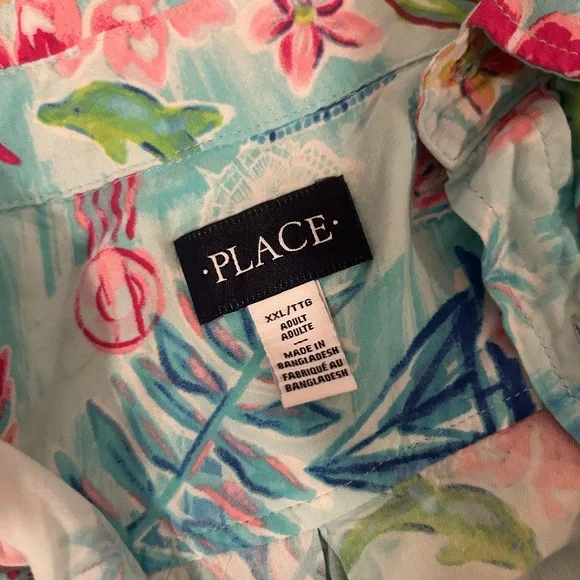 ·PLACE·
XXL/TTG
ADULT
ADULTE
—
MADE IN
BANGLADESH
FABRIQUÉ AU
BANGLADESH